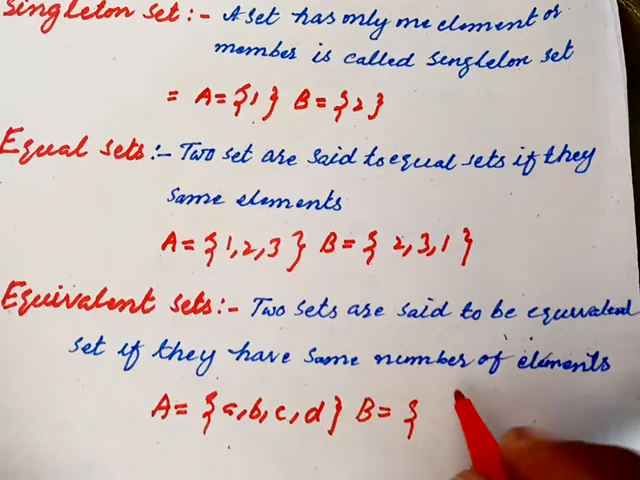 Singleton set:- A set has only one element or
member is called singleton set
= A={1} B={2}
Equal sets:- Two set are said to equal sets if they
same elements
A={1,2,3} B={2,3,1}
Equivalent sets:- Two sets are said to be equivalent
set if they have same number of elements
A={a,b,c,d} B={